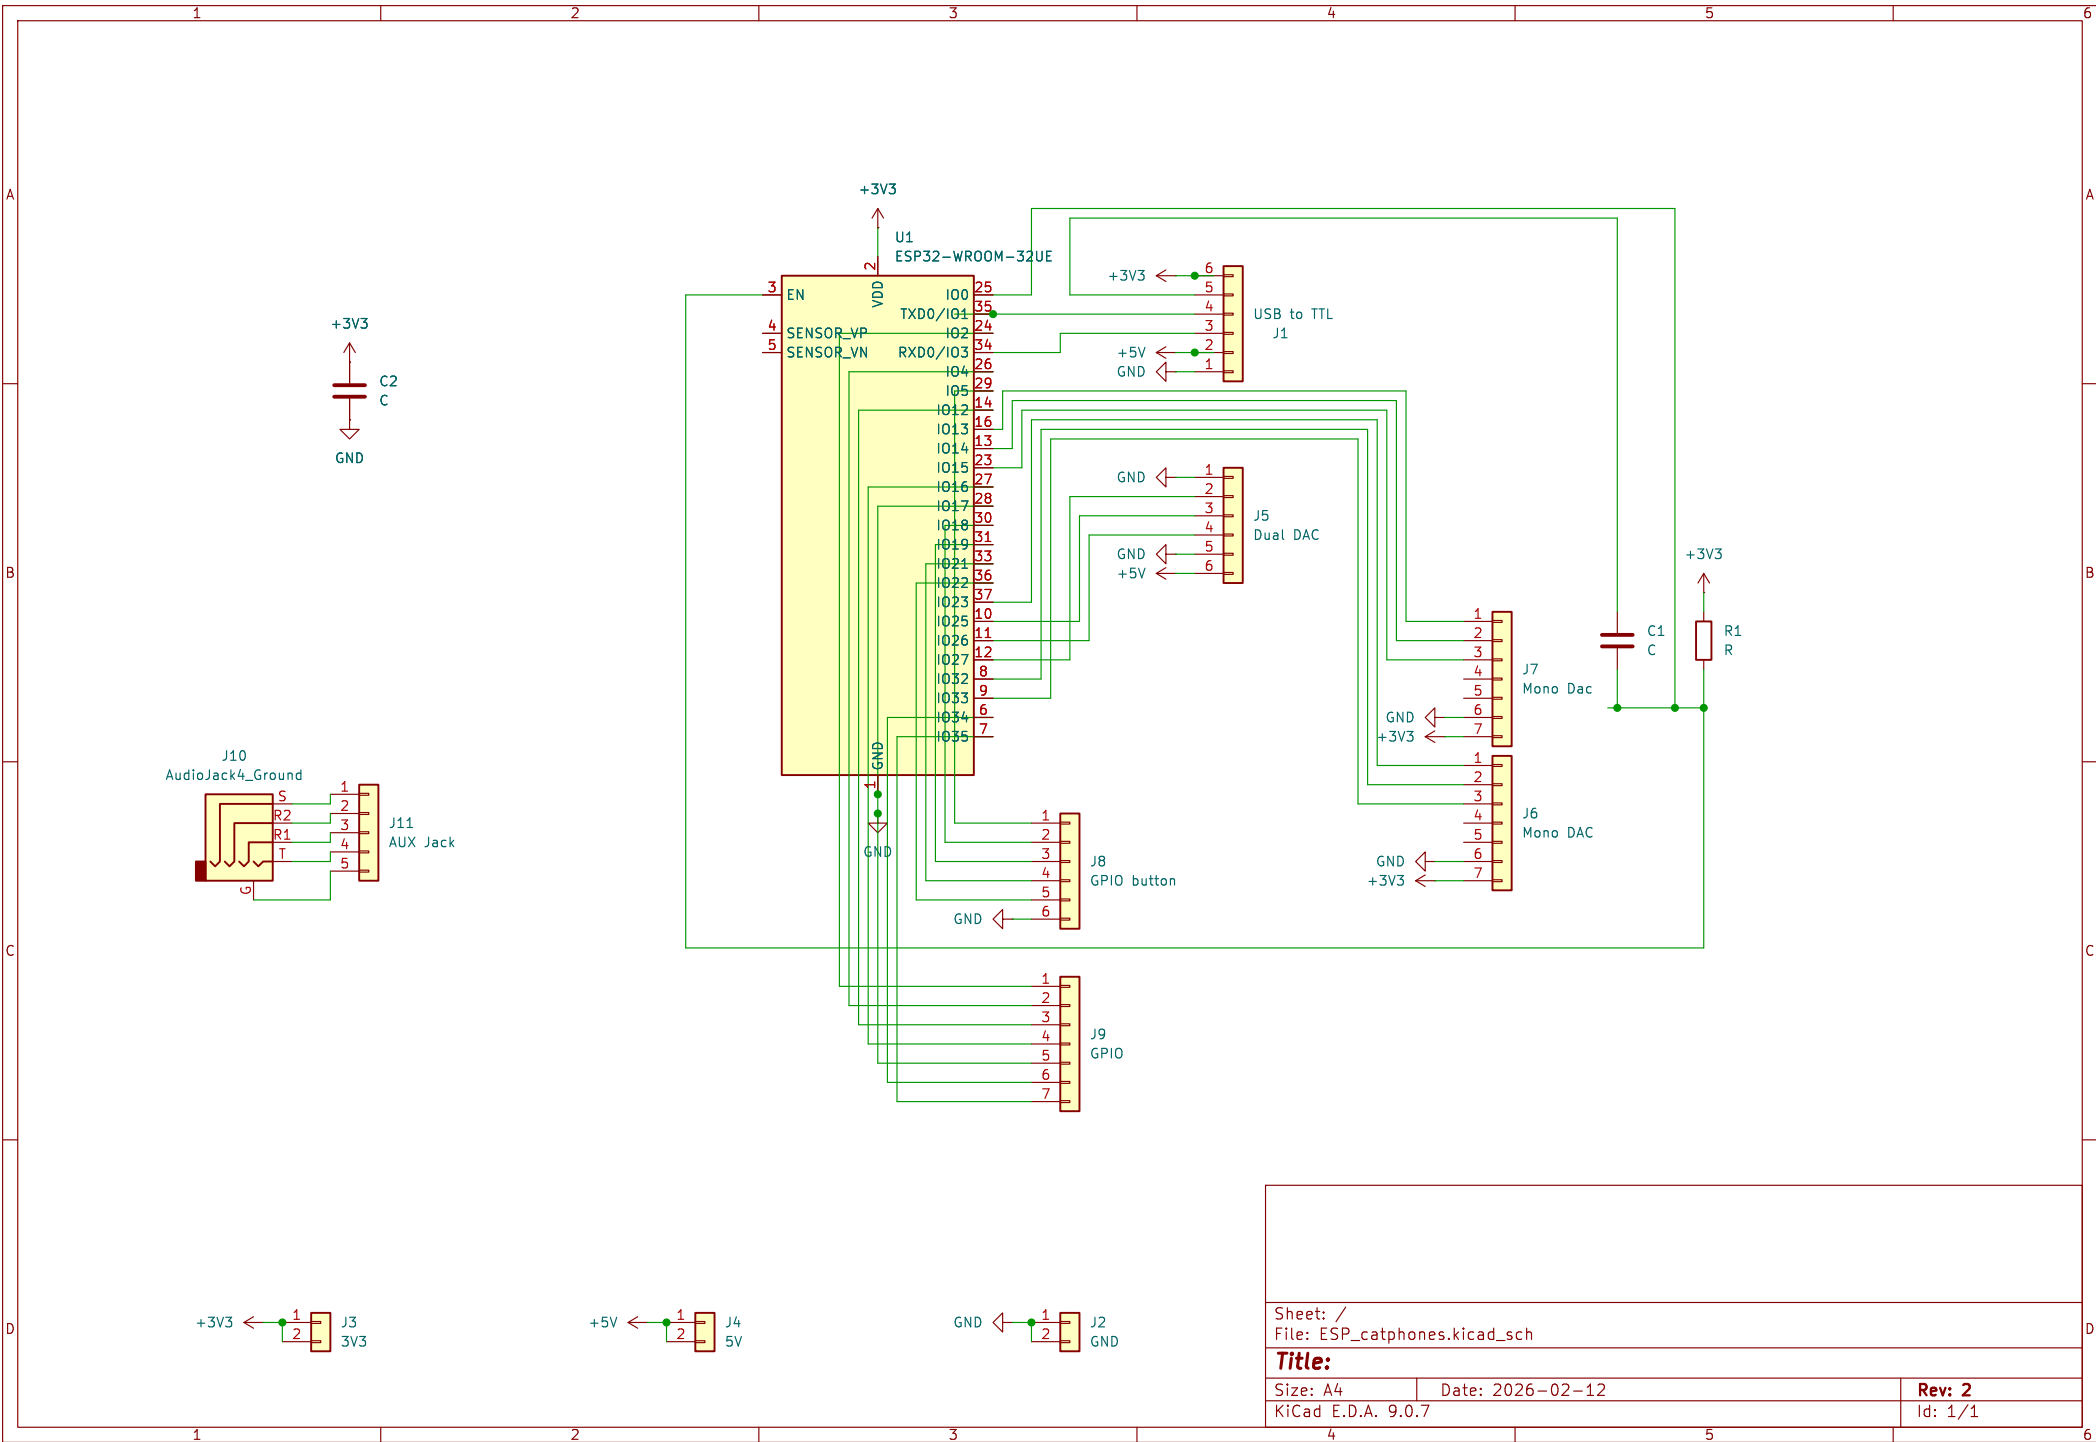 1 2 3 4 5 6
A A
+3V3
U1
ESP32-WROOM-32UE
2
VDD
3 EN
4 SENSOR_VP
5 SENSOR_VN
IO0 25
TXD0/IO1 35
IO2 24
RXD0/IO3 34
IO4 26
IO5 29
IO12 14
IO13 16
IO14 13
IO15 23
IO16 27
IO17 28
IO18 30
IO19 31
IO21 33
IO22 36
IO23 37
IO25 10
IO26 11
IO27 12
IO32 8
IO33 9
IO34 6
IO35 7
GND
1
GND
+3V3
C2
C
GND
+3V3 6
5
4
3
+5V 2
GND 1
USB to TTL
J1
GND 1
2
3
4
GND 5
+5V 6
J5
Dual DAC
B B
+3V3
C1
C
R1
R
1
2
3
4
5
GND 6
+3V3 7
J7
Mono Dac
1
2
3
4
5
GND 6
+3V3 7
J6
Mono DAC
J10
AudioJack4_Ground
S
R2
R1
T
G
1
2
3
4
5
J11
AUX Jack
1
2
3
4
5
GND 6
J8
GPIO button
C C
1
2
3
4
5
6
7
J9
GPIO
+3V3 1
2
J3
3V3
+5V 1
2
J4
5V
GND 1
2
J2
GND
D D
Sheet: /
File: ESP_catphones.kicad_sch
Title:
Size: A4 Date: 2026-02-12 Rev: 2
KiCad E.D.A. 9.0.7 Id: 1/1
1 2 3 4 5 6